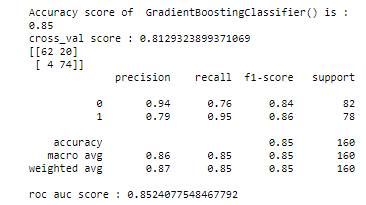 Accuracy score of  GradientBoostingClassifier() is :
0.85
cross_val score : 0.8129323899371069
[[62 20]
 [ 4 74]]
              precision    recall  f1-score   support

           0       0.94      0.76      0.84        82
           1       0.79      0.95      0.86        78

    accuracy                           0.85       160
   macro avg       0.86      0.85      0.85       160
weighted avg       0.87      0.85      0.85       160

roc auc score : 0.8524077548467792